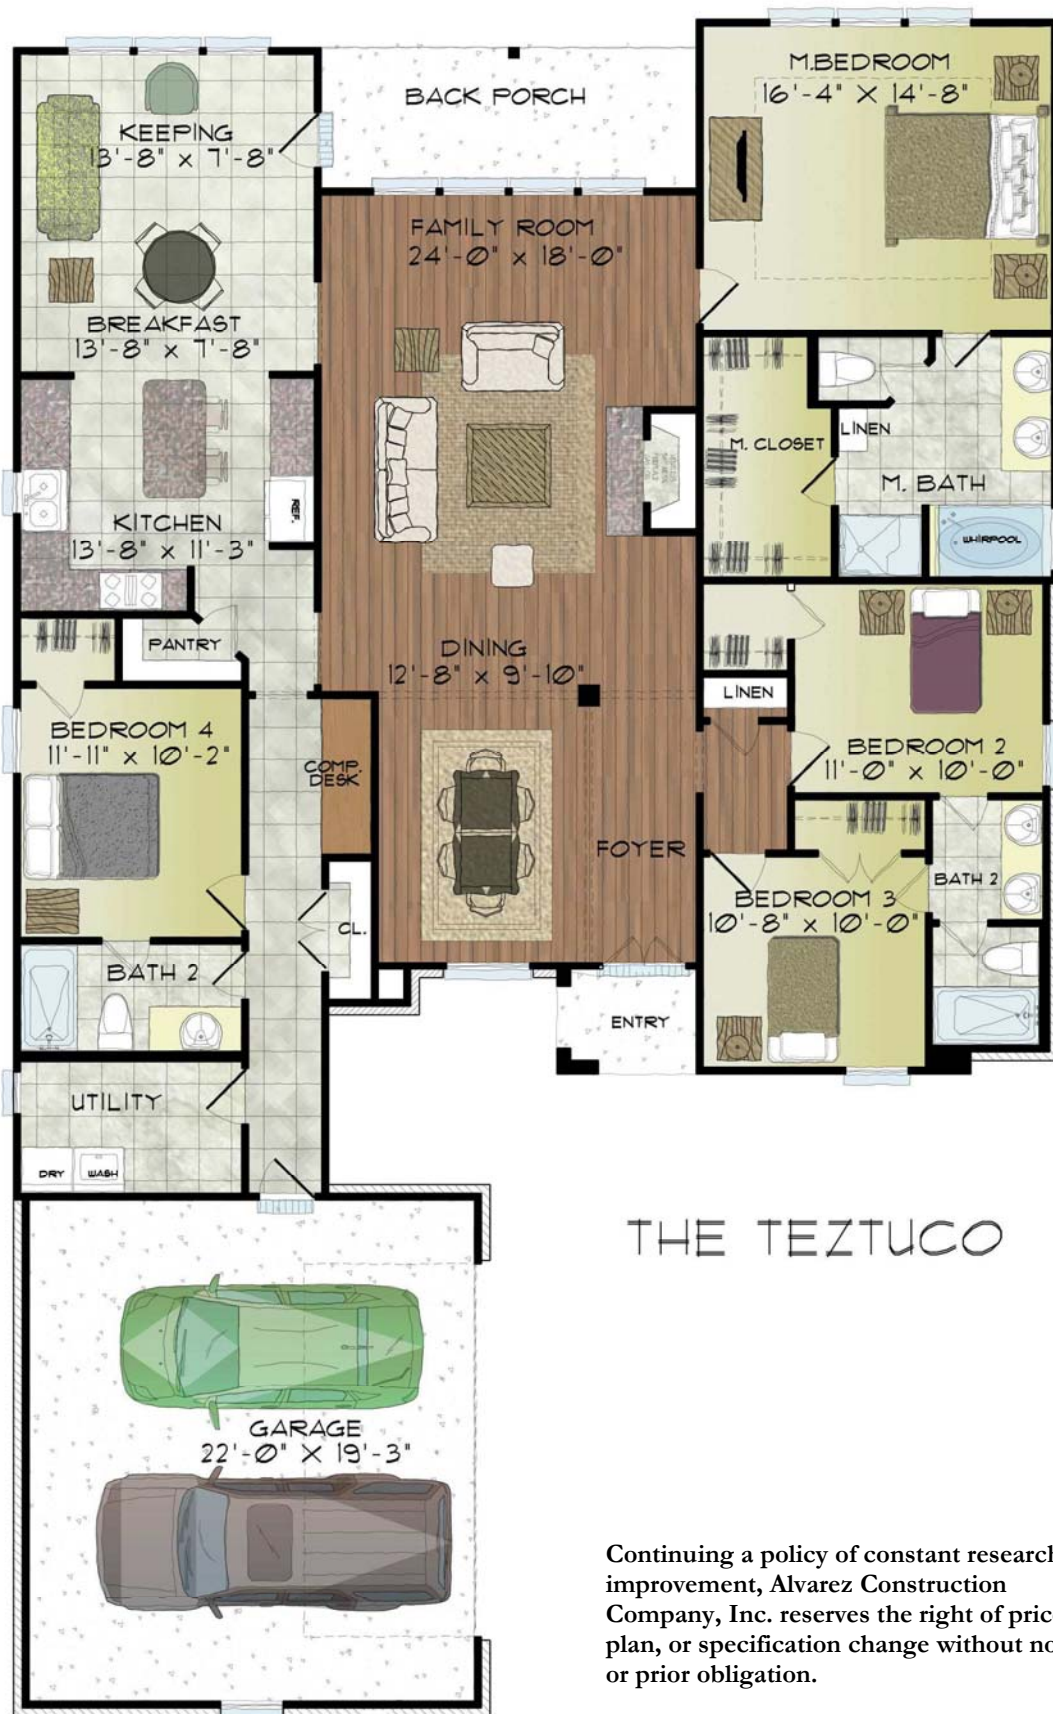 M.BEDROOM
16'-4" X 14'-8"
BACK PORCH
KEEPING
13'-8" x 7'-8"
FAMILY ROOM
24'-0" x 18'-0"
BREAKFAST
13'-8" x 7'-8"
LINEN
M. CLOSET
M. BATH
REF.
KITCHEN
13'-8" x 11'-3"
WHIRPOOL
PANTRY
DINING
12'-8" x 9'-10"
LINEN
BEDROOM 4
11'-11" x 10'-2"
BEDROOM 2
11'-0" x 10'-0"
COMP.
DESK
FOYER
BATH 2
BEDROOM 3
10'-8" x 10'-0"
CL.
BATH 2
ENTRY
UTILITY
DRY
WASH
THE TEZTUCO
GARAGE
22'-0" X 19'-3"
Continuing a policy of constant research
improvement, Alvarez Construction
Company, Inc. reserves the right of pric
plan, or specification change without no
or prior obligation.